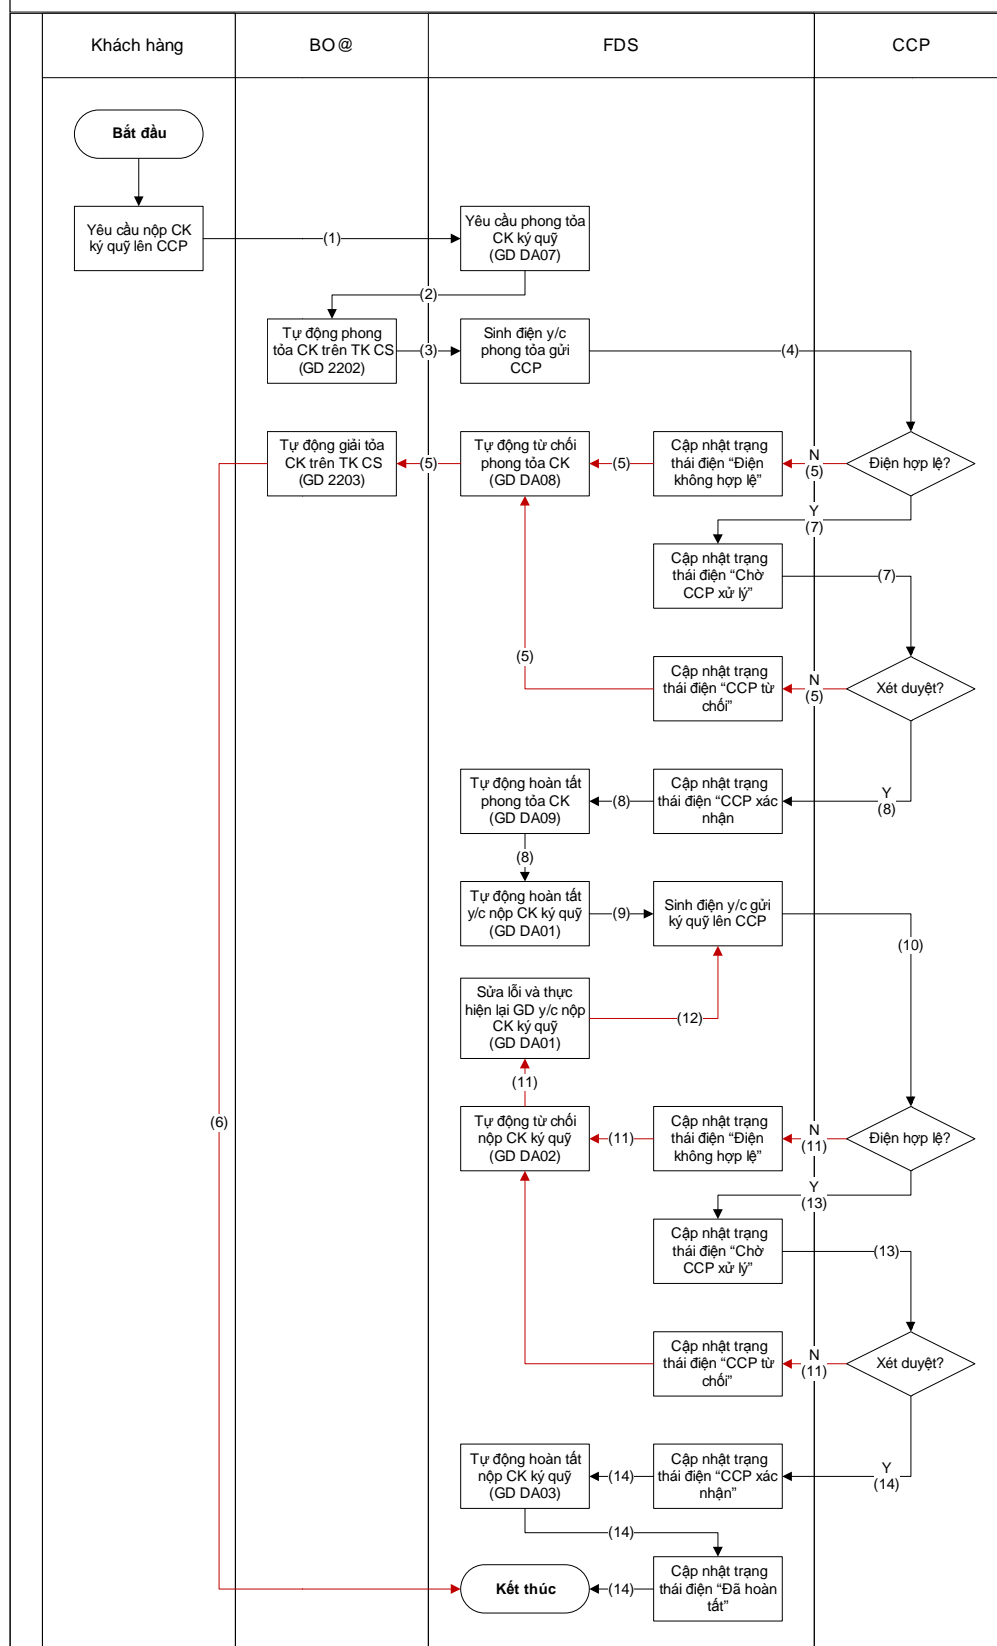 Khách hàng
BO@
FDS
CCP
Bắt đầu
Yêu cầu nộp CK
ký quỹ lên CCP
(1)
Yêu cầu phong tỏa
CK ký quỹ
(GD DA07)
(2)
Tự động phong
tỏa CK trên TK CS
(GD 2202)
(3)
Sinh điện y/c
phong tỏa gửi
CCP
(4)
Tự động giải tỏa
CK trên TK CS
(GD 2203)
(5)
Tự động từ chối
phong tỏa CK
(GD DA08)
(5)
Cập nhật trạng
thái điện “Điện
không hợp lệ”
N
(5)
Điện hợp lệ?
Y
(7)
Cập nhật trạng
thái điện “Chờ
CCP xử lý”
(7)
(5)
Cập nhật trạng
thái điện “CCP từ
chối”
N
(5)
Xét duyệt?
Tự động hoàn tất
phong tỏa CK
(GD DA09)
(8)
Cập nhật trạng
thái điện “CCP xác
nhận
Y
(8)
(8)
Tự động hoàn tất
y/c nộp CK ký quỹ
(GD DA01)
(9)
Sinh điện y/c gửi
ký quỹ lên CCP
(10)
Sửa lỗi và thực
hiện lại GD y/c nộp
CK ký quỹ
(GD DA01)
(12)
(11)
(6)
Tự động từ chối
nộp CK ký quỹ
(GD DA02)
(11)
Cập nhật trạng
thái điện “Điện
không hợp lệ”
N
(11)
Điện hợp lệ?
Y
(13)
Cập nhật trạng
thái điện “Chờ
CCP xử lý”
(13)
Cập nhật trạng
thái điện “CCP từ
chối”
N
(11)
Xét duyệt?
Tự động hoàn tất
nộp CK ký quỹ
(GD DA03)
(14)
Cập nhật trạng
thái điện “CCP xác
nhận”
Y
(14)
(14)
Kết thúc
(14)
Cập nhật trạng
thái điện “Đã hoàn
tất”